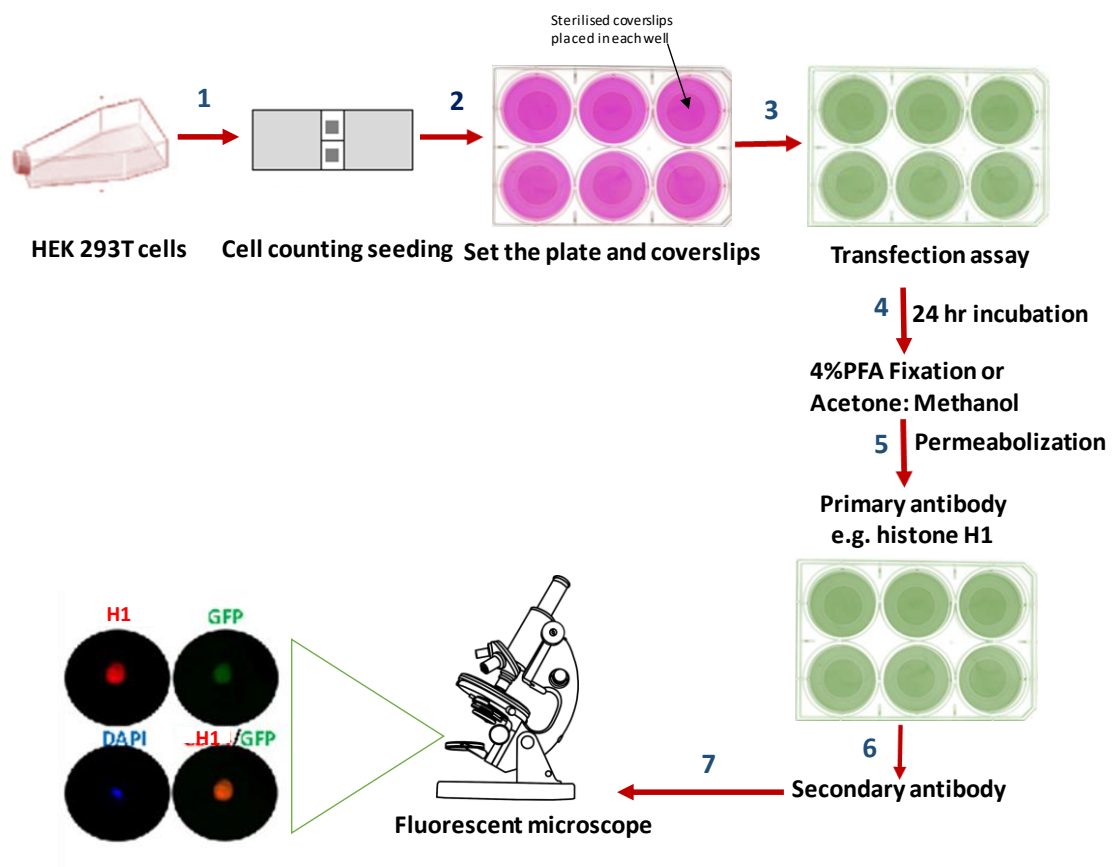 Sterilised coverslips
placed in each well
1
2
3
HEK 293T cells
Cell counting seeding
Set the plate and coverslips
Transfection assay
4
24 hr incubation
4%PFA Fixation or
Acetone: Methanol
5
Permeabolization
Primary antibody
e.g. histone H1
6
Secondary antibody
7
Fluorescent microscope
H1
GFP
DAPI
H1 /GFP